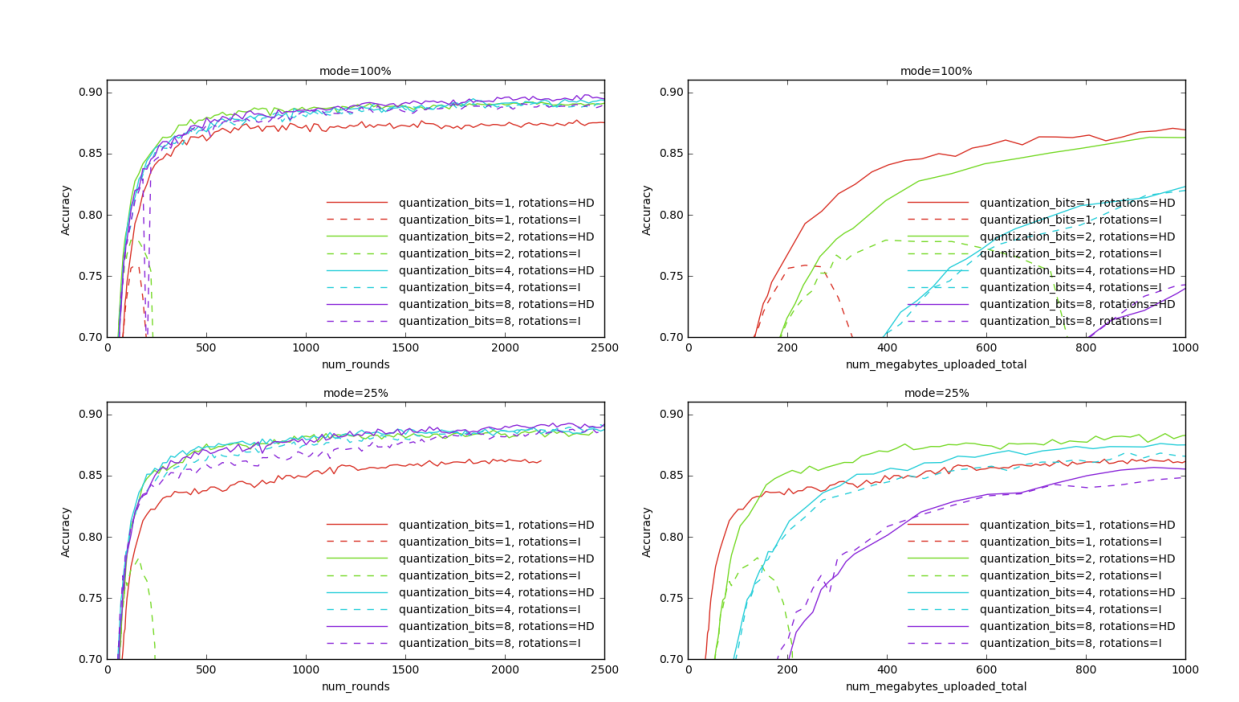 mode=100%
0.90
0.85
0.80
0.75
0.70
Accuracy
quantization_bits=1, rotations=HD
quantization_bits=1, rotations=I
quantization_bits=2, rotations=HD
quantization_bits=2, rotations=I
quantization_bits=4, rotations=HD
quantization_bits=4, rotations=I
quantization_bits=8, rotations=HD
quantization_bits=8, rotations=I
0 500 1000 1500 2000 2500
num_rounds
mode=100%
0.90
0.85
0.80
0.75
0.70
Accuracy
quantization_bits=1, rotations=HD
quantization_bits=1, rotations=I
quantization_bits=2, rotations=HD
quantization_bits=2, rotations=I
quantization_bits=4, rotations=HD
quantization_bits=4, rotations=I
quantization_bits=8, rotations=HD
quantization_bits=8, rotations=I
0 200 400 600 800 1000
num_megabytes_uploaded_total
mode=25%
0.90
0.85
0.80
0.75
0.70
Accuracy
quantization_bits=1, rotations=HD
quantization_bits=1, rotations=I
quantization_bits=2, rotations=HD
quantization_bits=2, rotations=I
quantization_bits=4, rotations=HD
quantization_bits=4, rotations=I
quantization_bits=8, rotations=HD
quantization_bits=8, rotations=I
0 500 1000 1500 2000 2500
num_rounds
mode=25%
0.90
0.85
0.80
0.75
0.70
Accuracy
quantization_bits=1, rotations=HD
quantization_bits=1, rotations=I
quantization_bits=2, rotations=HD
quantization_bits=2, rotations=I
quantization_bits=4, rotations=HD
quantization_bits=4, rotations=I
quantization_bits=8, rotations=HD
quantization_bits=8, rotations=I
0 200 400 600 800 1000
num_megabytes_uploaded_total